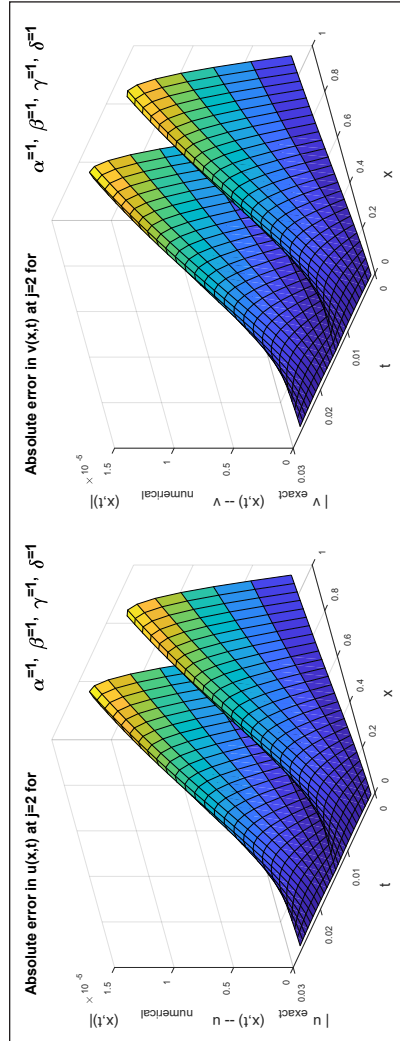 Absolute error in u(x,t) at j=2 for α=1, β=1, γ=1, δ=1
× 10 -5
1.5
1
0.5
0
| u exact (x,t) -- u numerical (x,t)|
0.03
0.02
0.01
0
t
0
0.2
0.4
0.6
0.8
1
x
Absolute error in v(x,t) at j=2 for α=1, β=1, γ=1, δ=1
× 10 -5
1.5
1
0.5
0
| v exact (x,t) -- v numerical (x,t)|
0.03
0.02
0.01
0
t
0
0.2
0.4
0.6
0.8
1
x